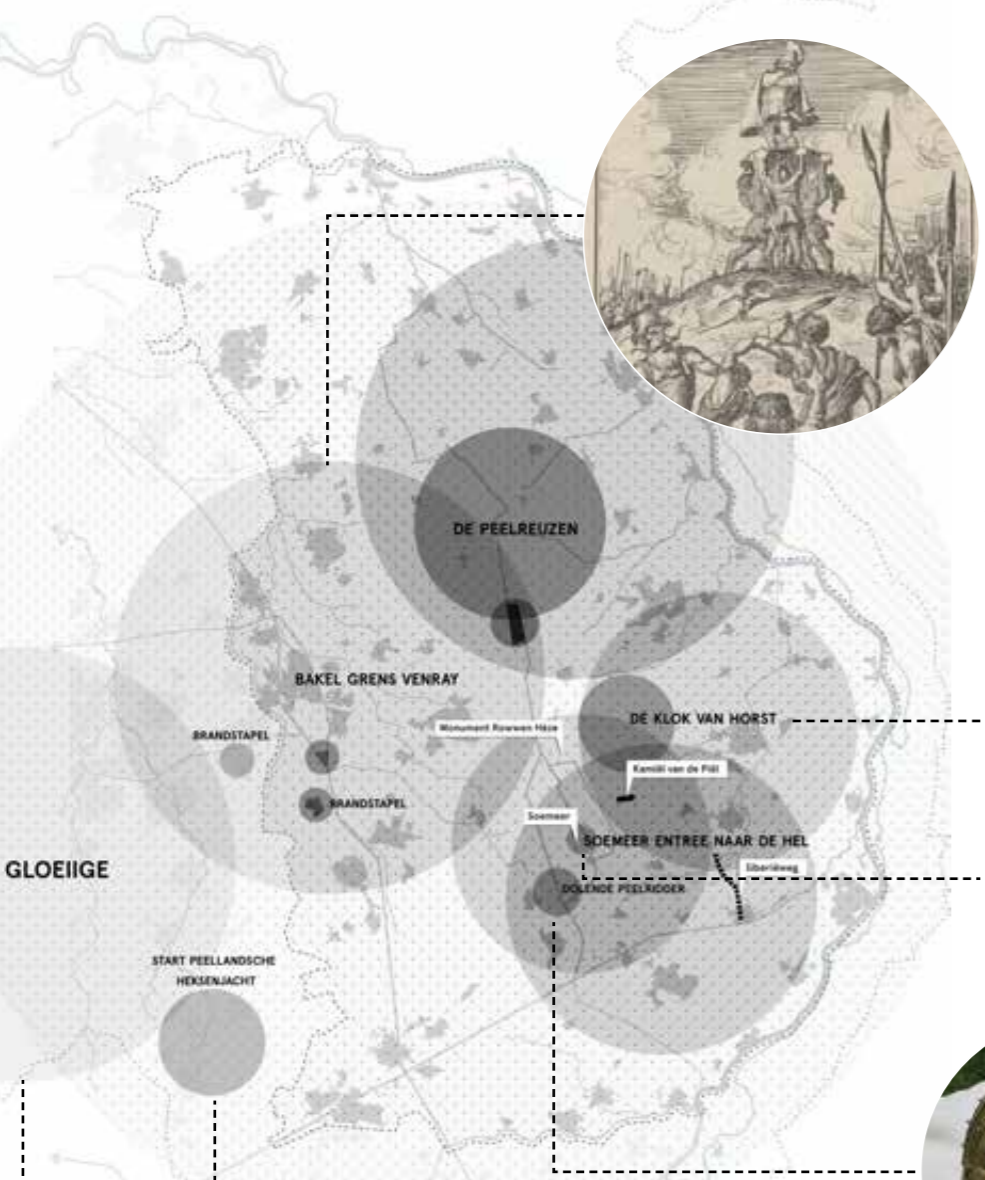 DE PEELREUZEN
BAKEL GRENS VENRAY
DE KLOK VAN HORST
Monument Rowwen Hèze
BRANDSTAPEL
Kamiël van de Piël
BRANDSTAPEL
Soemeer
SOEMEER ENTREE NAAR DE HEL
GLOEIIGE
Siberiëweg
DOLENDE PEELRIDDER
START PEELLANDSCHE
HEKSENJACHT